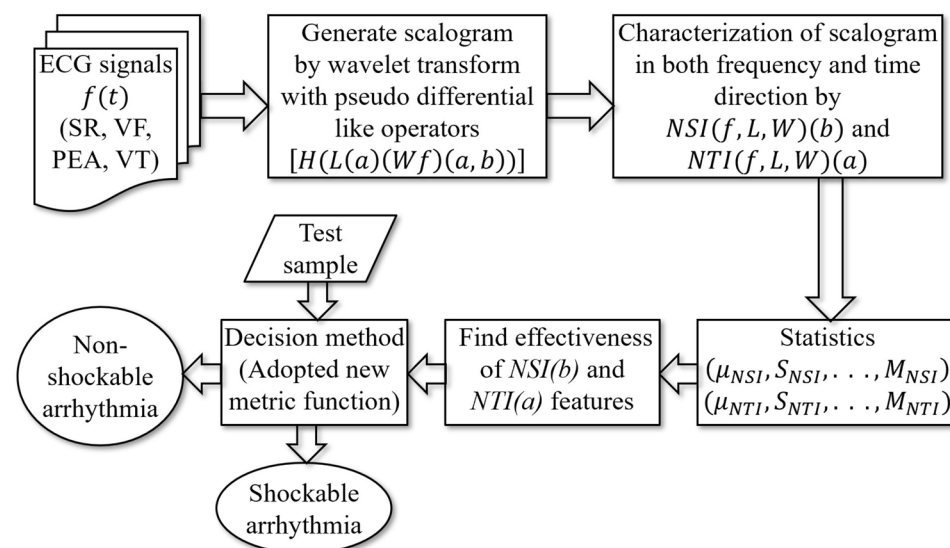 ECG signals
f(t)
(SR, VF,
PEA, VT)
Generate scalogram
by wavelet transform
with pseudo differential
like operators
[H(L(a)(Wf)(a, b))]
Characterization of scalogram
in both frequency and time
direction by
NSI(f, L, W)(b) and
NTI(f, L, W)(a)
Statistics
(μ_NSI, S_NSI, . . . , M_NSI)
(μ_NTI, S_NTI, . . . , M_NTI)
Find effectiveness
of NSI(b) and
NTI(a) features
Test
sample
Decision method
(Adopted new
metric function)
Non-
shockable
arrhythmia
Shockable
arrhythmia